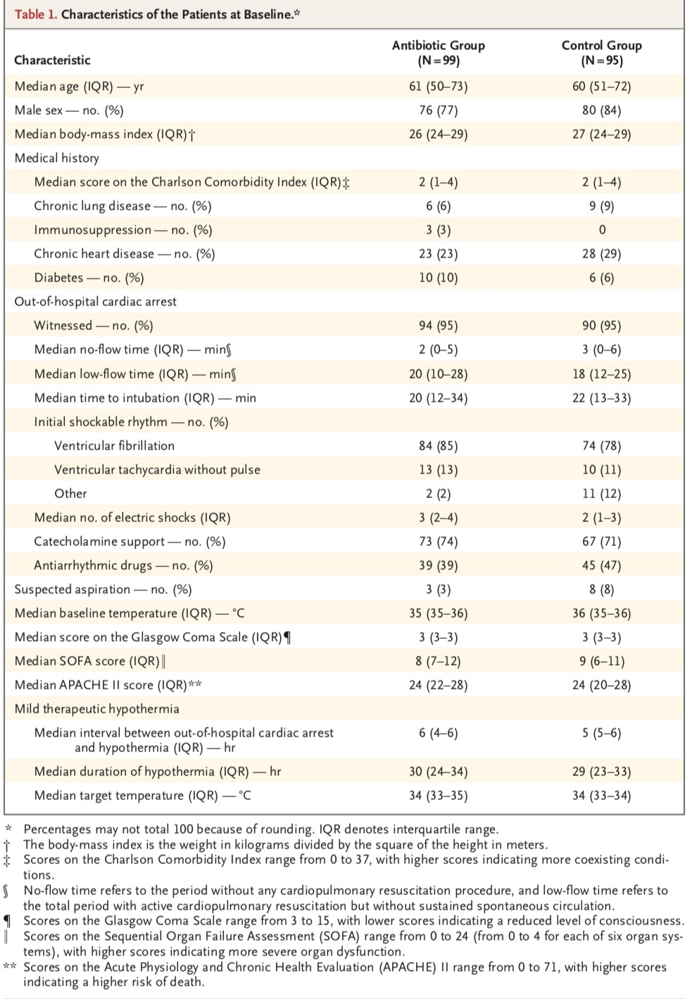 Table 1. Characteristics of the Patients at Baseline.*
Characteristic Antibiotic Group (N=99) Control Group (N=95)
Median age (IQR) — yr 61 (50–73) 60 (51–72)
Male sex — no. (%) 76 (77) 80 (84)
Median body-mass index (IQR)† 26 (24–29) 27 (24–29)
Medical history
Median score on the Charlson Comorbidity Index (IQR)‡ 2 (1–4) 2 (1–4)
Chronic lung disease — no. (%) 6 (6) 9 (9)
Immunosuppression — no. (%) 3 (3) 0
Chronic heart disease — no. (%) 23 (23) 28 (29)
Diabetes — no. (%) 10 (10) 6 (6)
Out-of-hospital cardiac arrest
Witnessed — no. (%) 94 (95) 90 (95)
Median no-flow time (IQR) — min§ 2 (0–5) 3 (0–6)
Median low-flow time (IQR) — min§ 20 (10–28) 18 (12–25)
Median time to intubation (IQR) — min 20 (12–34) 22 (13–33)
Initial shockable rhythm — no. (%)
Ventricular fibrillation 84 (85) 74 (78)
Ventricular tachycardia without pulse 13 (13) 10 (11)
Other 2 (2) 11 (12)
Median no. of electric shocks (IQR) 3 (2–4) 2 (1–3)
Catecholamine support — no. (%) 73 (74) 67 (71)
Antiarrhythmic drugs — no. (%) 39 (39) 45 (47)
Suspected aspiration — no. (%) 3 (3) 8 (8)
Median baseline temperature (IQR) — °C 35 (35–36) 36 (35–36)
Median score on the Glasgow Coma Scale (IQR)¶ 3 (3–3) 3 (3–3)
Median SOFA score (IQR)‖ 8 (7–12) 9 (6–11)
Median APACHE II score (IQR)** 24 (22–28) 24 (20–28)
Mild therapeutic hypothermia
Median interval between out-of-hospital cardiac arrest 6 (4–6) 5 (5–6)
and hypothermia (IQR) — hr
Median duration of hypothermia (IQR) — hr 30 (24–34) 29 (23–33)
Median target temperature (IQR) — °C 34 (33–35) 34 (33–34)
* Percentages may not total 100 because of rounding. IQR denotes interquartile range.
† The body-mass index is the weight in kilograms divided by the square of the height in meters.
‡ Scores on the Charlson Comorbidity Index range from 0 to 37, with higher scores indicating more coexisting condi-
tions.
§ No-flow time refers to the period without any cardiopulmonary resuscitation procedure, and low-flow time refers to
the total period with active cardiopulmonary resuscitation but without sustained spontaneous circulation.
¶ Scores on the Glasgow Coma Scale range from 3 to 15, with lower scores indicating a reduced level of consciousness.
‖ Scores on the Sequential Organ Failure Assessment (SOFA) range from 0 to 24 (from 0 to 4 for each of six organ sys-
tems), with higher scores indicating more severe organ dysfunction.
** Scores on the Acute Physiology and Chronic Health Evaluation (APACHE) II range from 0 to 71, with higher scores
indicating a higher risk of death.